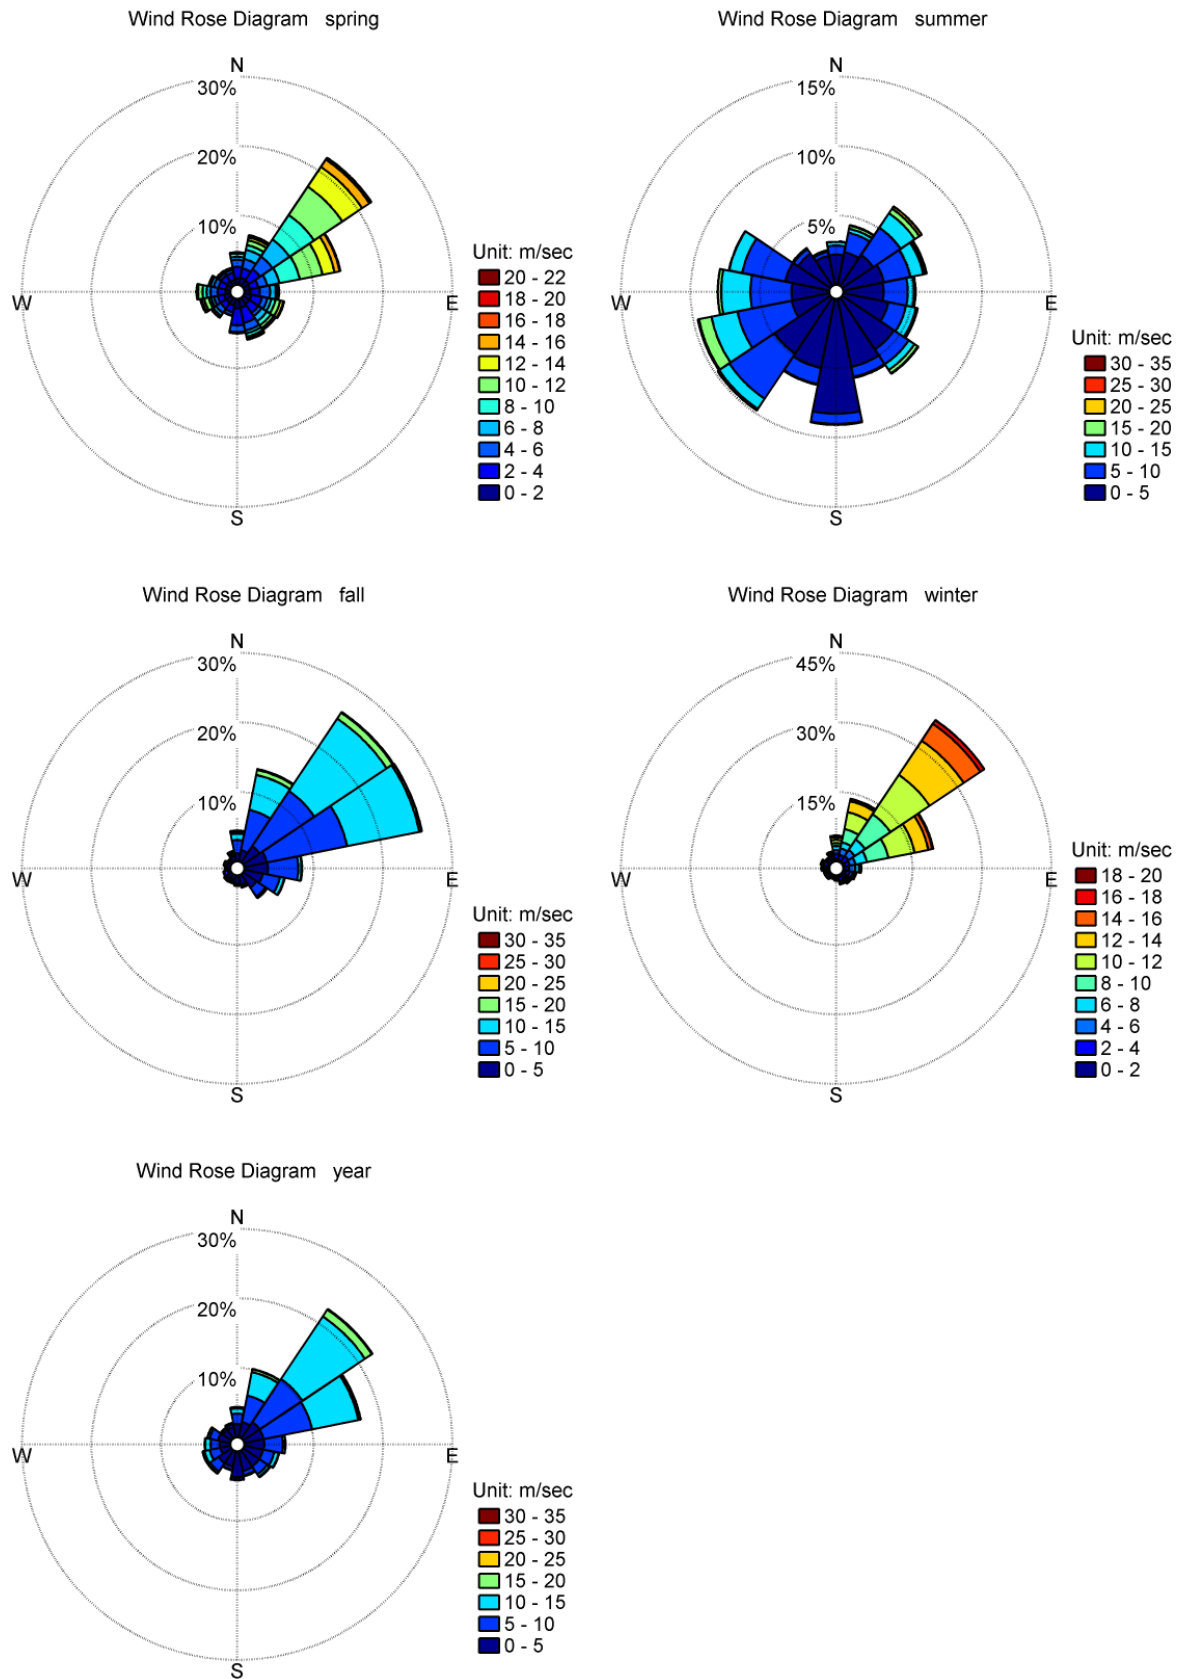 Wind Rose Diagram spring
N
30%
20%
10%
W
E
S
Unit: m/sec
20 - 22
18 - 20
16 - 18
14 - 16
12 - 14
10 - 12
8 - 10
6 - 8
4 - 6
2 - 4
0 - 2
Wind Rose Diagram summer
N
15%
10%
5%
W
E
S
Unit: m/sec
30 - 35
25 - 30
20 - 25
15 - 20
10 - 15
5 - 10
0 - 5
Wind Rose Diagram fall
N
30%
20%
10%
W
E
S
Unit: m/sec
30 - 35
25 - 30
20 - 25
15 - 20
10 - 15
5 - 10
0 - 5
Wind Rose Diagram winter
N
45%
30%
15%
W
E
S
Unit: m/sec
18 - 20
16 - 18
14 - 16
12 - 14
10 - 12
8 - 10
6 - 8
4 - 6
2 - 4
0 - 2
Wind Rose Diagram year
N
30%
20%
10%
W
E
S
Unit: m/sec
30 - 35
25 - 30
20 - 25
15 - 20
10 - 15
5 - 10
0 - 5